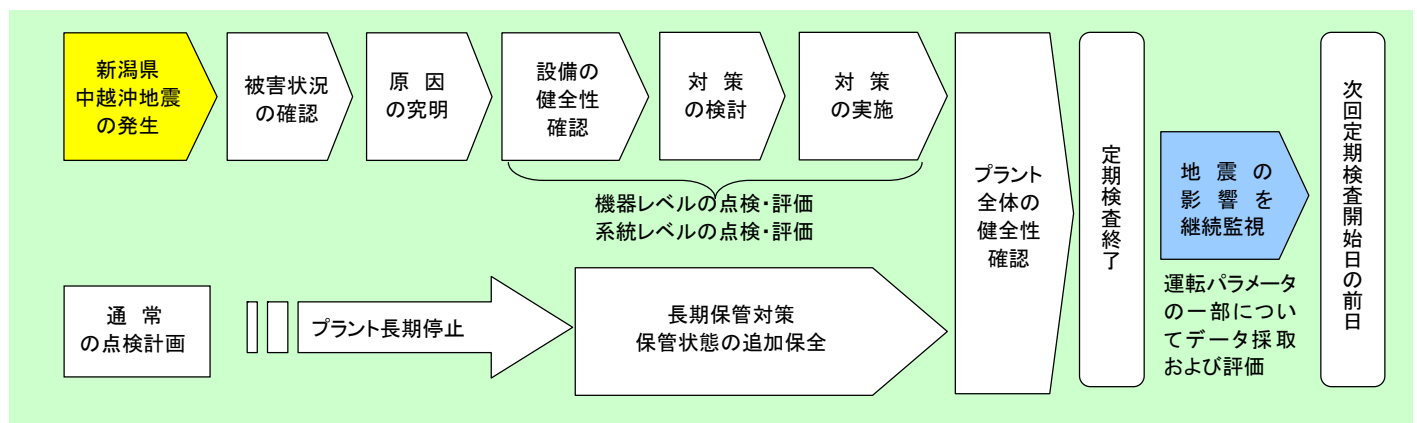 新潟県
中越沖地震
の発生
被害状況
の確認
原 因
の究明
設備の
健全性
確認
対 策
の検討
対 策
の実施
機器レベルの点検・評価
系統レベルの点検・評価
通 常
の点検計画
プラント長期停止
長期保管対策
保管状態の追加保全
プラント
全体の
健全性
確認
定期検査終了
地 震 の
影 響 を
継続監視
運転パラメータ
の一部につい
てデータ採取
および評価
次回定期検査開始日の前日